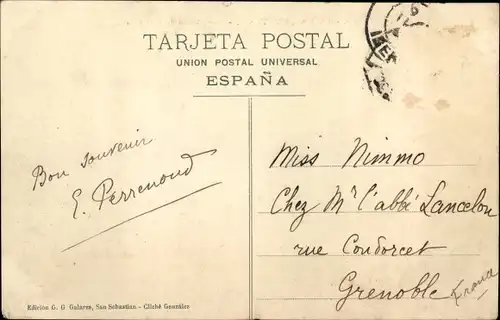 TARJETA POSTAL
UNION POSTAL UNIVERSAL
ESPAÑA
Bon souvenir
E. Perrenoud
Miss Nimmo
Chez Mr l'abbé Lancelon
rue Condorcet
Grenoble France
Edición G. G. Galarza, San Sebastian. - Cliché González